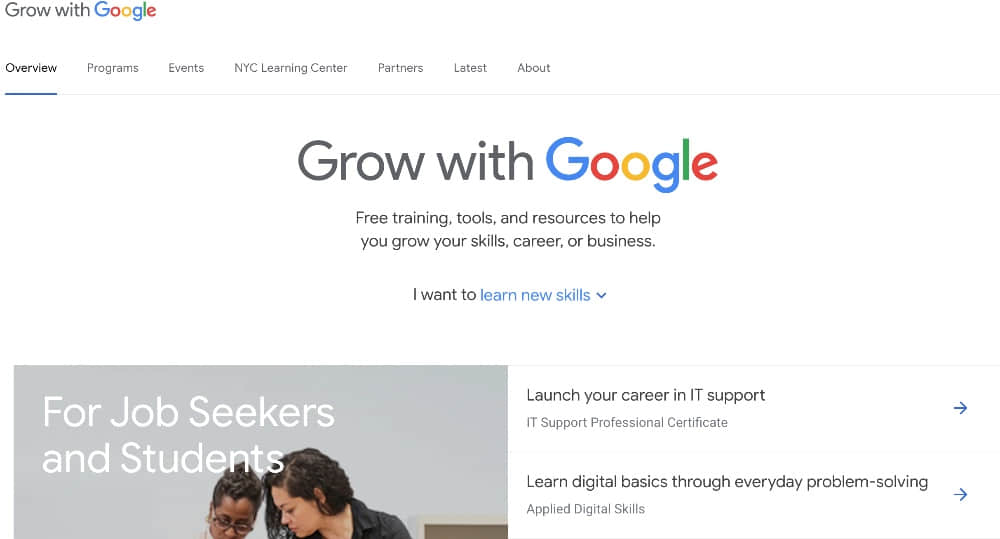 Grow with Google
Overview Programs Events NYC Learning Center Partners Latest About
Grow with Google
Free training, tools, and resources to help
you grow your skills, career, or business.
I want to learn new skills
For Job Seekers
and Students
Launch your career in IT support
IT Support Professional Certificate
Learn digital basics through everyday problem-solving
Applied Digital Skills